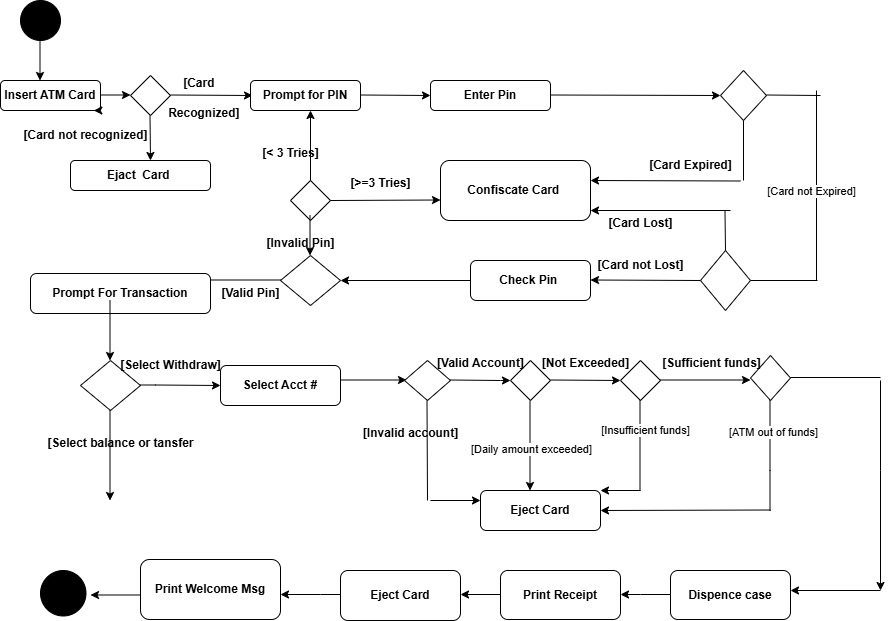 Insert ATM Card
[Card
Recognized]
Prompt for PIN
Enter Pin
[Card not recognized]
Ejact  Card
[< 3 Tries]
[>=3 Tries]
Confiscate Card
[Card Expired]
[Card not Expired]
[Card Lost]
[Invalid Pin]
[Card not Lost]
Check Pin
Prompt For Transaction
[Valid Pin]
[Select Withdraw]
Select Acct #
[Valid Account]
[Not Exceeded]
[Sufficient funds]
[Select balance or tansfer
[Invalid account]
[Daily amount exceeded]
[Insufficient funds]
[ATM out of funds]
Eject Card
Print Welcome Msg
Eject Card
Print Receipt
Dispence case